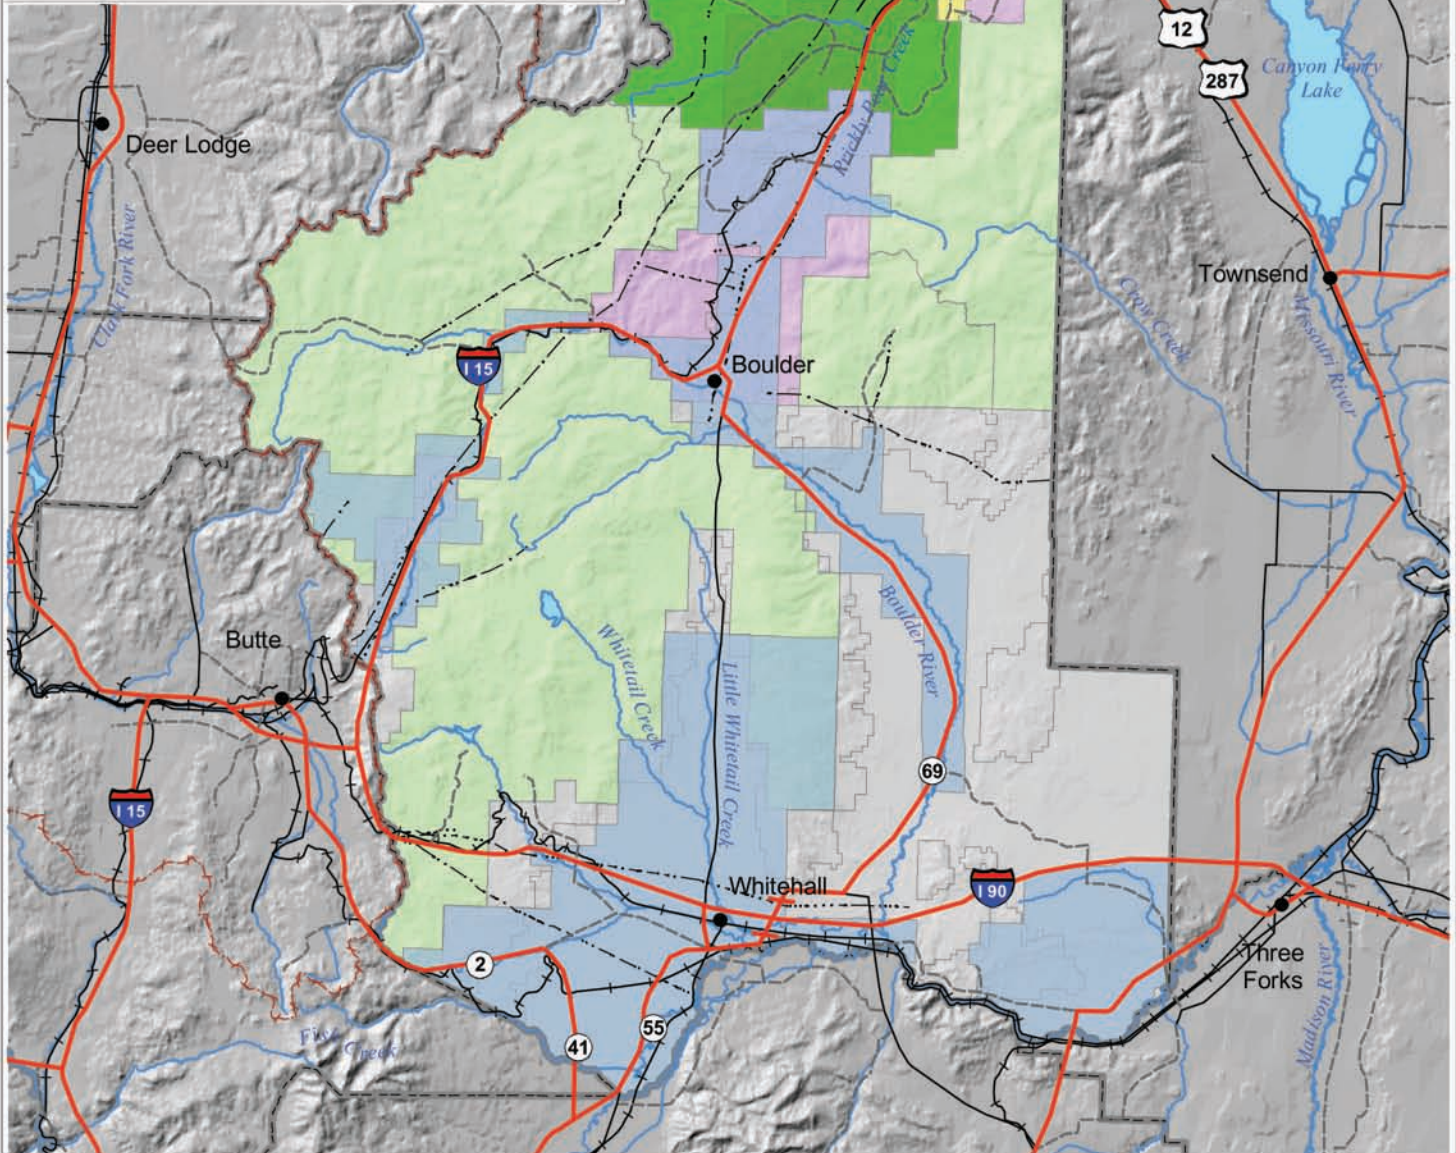 12
287
Canyon Ferry
Lake
Prickly Pear Creek
Deer Lodge
Clark Fork River
Townsend
Crow Creek
Missouri River
I 15
Boulder
Boulder River
Butte
Whitetail Creek
Little Whitetail Creek
69
I 15
Whitehall
I 90
2
Three
Forks
55
41
Fish Creek
Madison River